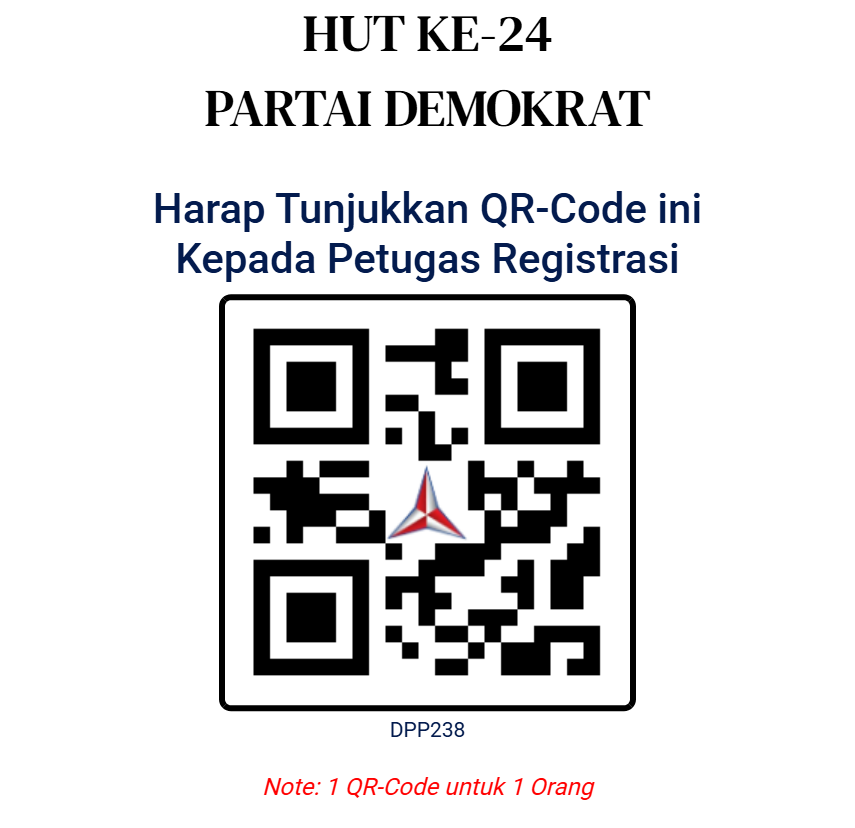 HUT KE-24
PARTAI DEMOKRAT
Harap Tunjukkan QR-Code ini
Kepada Petugas Registrasi
DPP238
Note: 1 QR-Code untuk 1 Orang